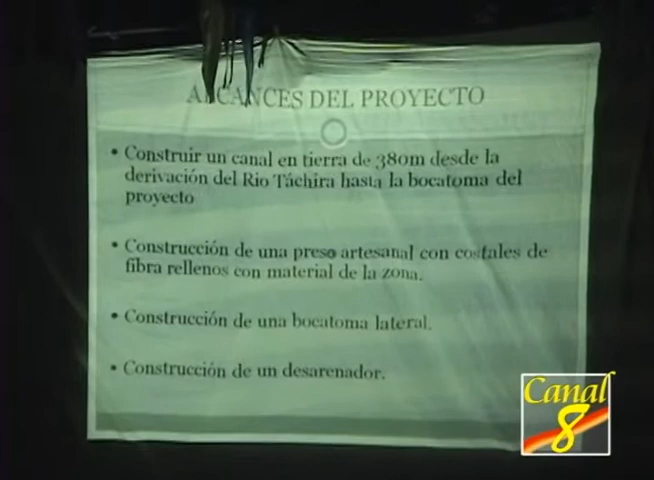 ALCANCES DEL PROYECTO
• Construir un canal en tierra de 380m desde la
derivación del Rio Táchira hasta la bocatoma del
proyecto
• Construcción de una presa artesanal con costales de
fibra rellenos con material de la zona.
• Construcción de una bocatoma lateral.
• Construcción de un desarenador.
Canal
8